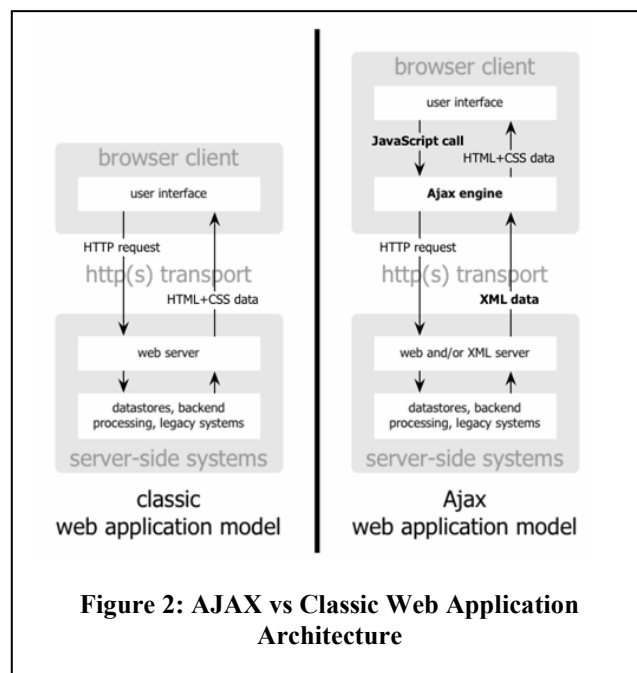 browser client
user interface
HTTP request
http(s) transport
HTML+CSS data
web server
datastores, backend
processing, legacy systems
server-side systems
classic
web application model
browser client
user interface
JavaScript call
HTML+CSS data
Ajax engine
HTTP request
http(s) transport
XML data
web and/or XML server
datastores, backend
processing, legacy systems
server-side systems
Ajax
web application model
Figure 2: AJAX vs Classic Web Application
Architecture